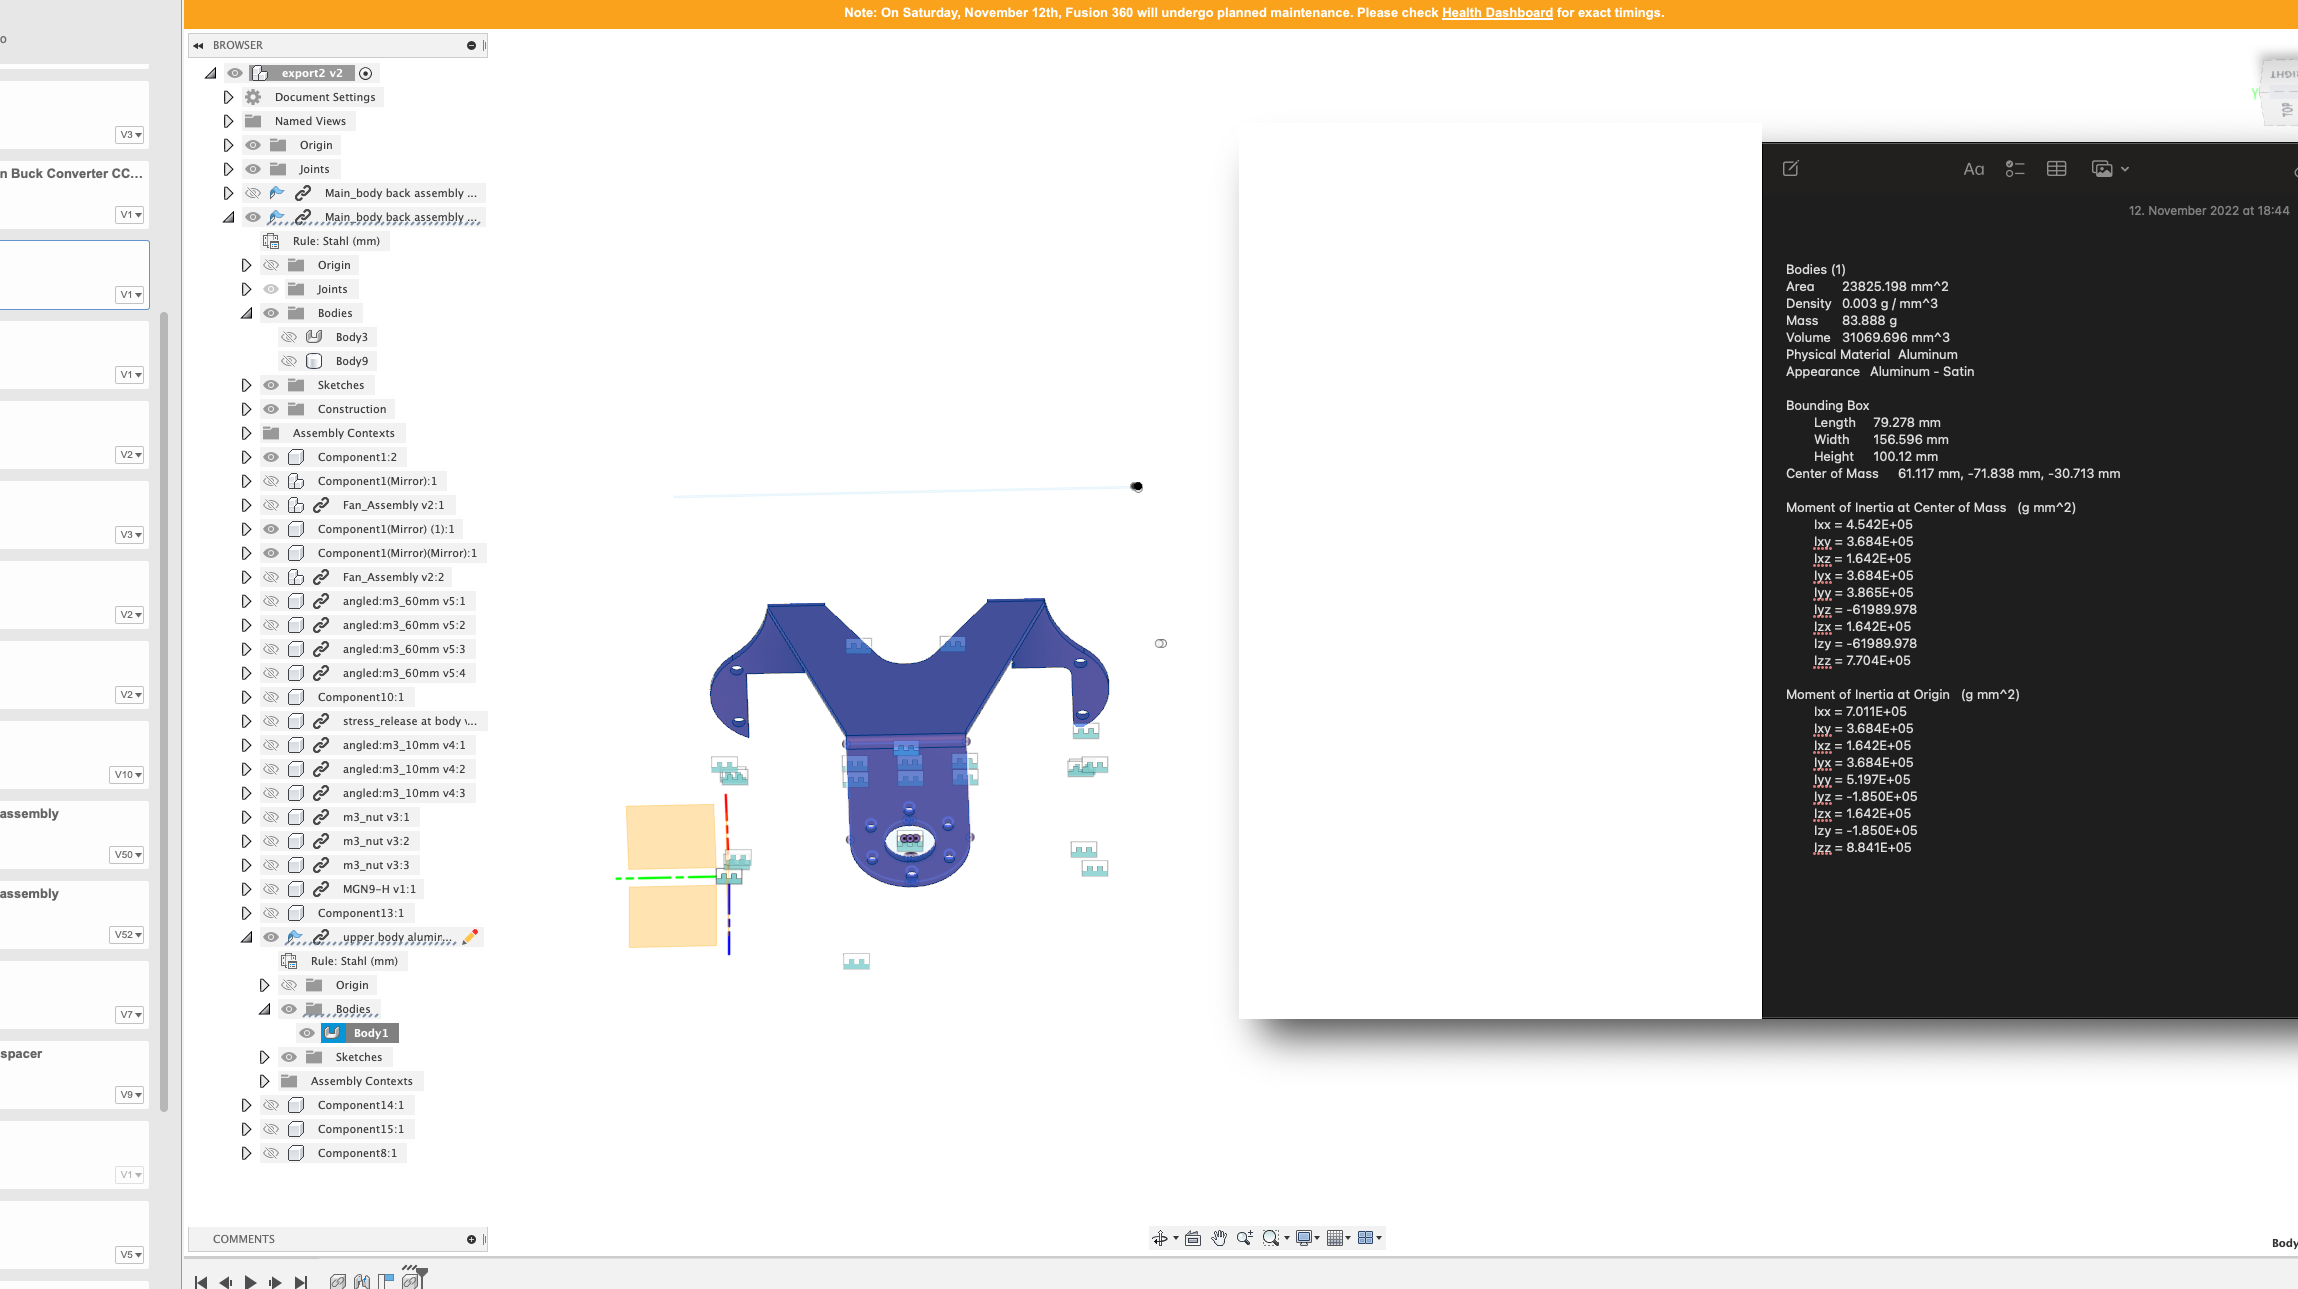 Note: On Saturday, November 12th, Fusion 360 will undergo planned maintenance. Please check Health Dashboard for exact timings.
o
V3
n Buck Converter CC...
V1
V1
V1
V2
V3
V2
V2
V10
assembly
V50
assembly
V52
V7
spacer
V9
V1
V5
BROWSER
export2 v2
Document Settings
Named Views
Origin
Joints
Main_body back assembly ...
Main_body back assembly ...
Rule: Stahl (mm)
Origin
Joints
Bodies
Body3
Body9
Sketches
Construction
Assembly Contexts
Component1:2
Component1(Mirror):1
Fan_Assembly v2:1
Component1(Mirror) (1):1
Component1(Mirror)(Mirror):1
Fan_Assembly v2:2
angled:m3_60mm v5:1
angled:m3_60mm v5:2
angled:m3_60mm v5:3
angled:m3_60mm v5:4
Component10:1
stress_release at body v...
angled:m3_10mm v4:1
angled:m3_10mm v4:2
angled:m3_10mm v4:3
m3_nut v3:1
m3_nut v3:2
m3_nut v3:3
MGN9-H v1:1
Component13:1
upper body alumin...
Rule: Stahl (mm)
Origin
Bodies
Body1
Sketches
Assembly Contexts
Component14:1
Component15:1
Component8:1
COMMENTS
Y
TOP
Aa
12. November 2022 at 18:44
Bodies (1)
Area 23825.198 mm^2
Density 0.003 g / mm^3
Mass 83.888 g
Volume 31069.696 mm^3
Physical Material Aluminum
Appearance Aluminum - Satin
Bounding Box
Length 79.278 mm
Width 156.596 mm
Height 100.12 mm
Center of Mass 61.117 mm, -71.838 mm, -30.713 mm
Moment of Inertia at Center of Mass (g mm^2)
Ixx = 4.542E+05
Ixy = 3.684E+05
Ixz = 1.642E+05
Iyx = 3.684E+05
Iyy = 3.865E+05
Iyz = -61989.978
Izx = 1.642E+05
Izy = -61989.978
Izz = 7.704E+05
Moment of Inertia at Origin (g mm^2)
Ixx = 7.011E+05
Ixy = 3.684E+05
Ixz = 1.642E+05
Iyx = 3.684E+05
Iyy = 5.197E+05
Iyz = -1.850E+05
Izx = 1.642E+05
Izy = -1.850E+05
Izz = 8.841E+05
Body